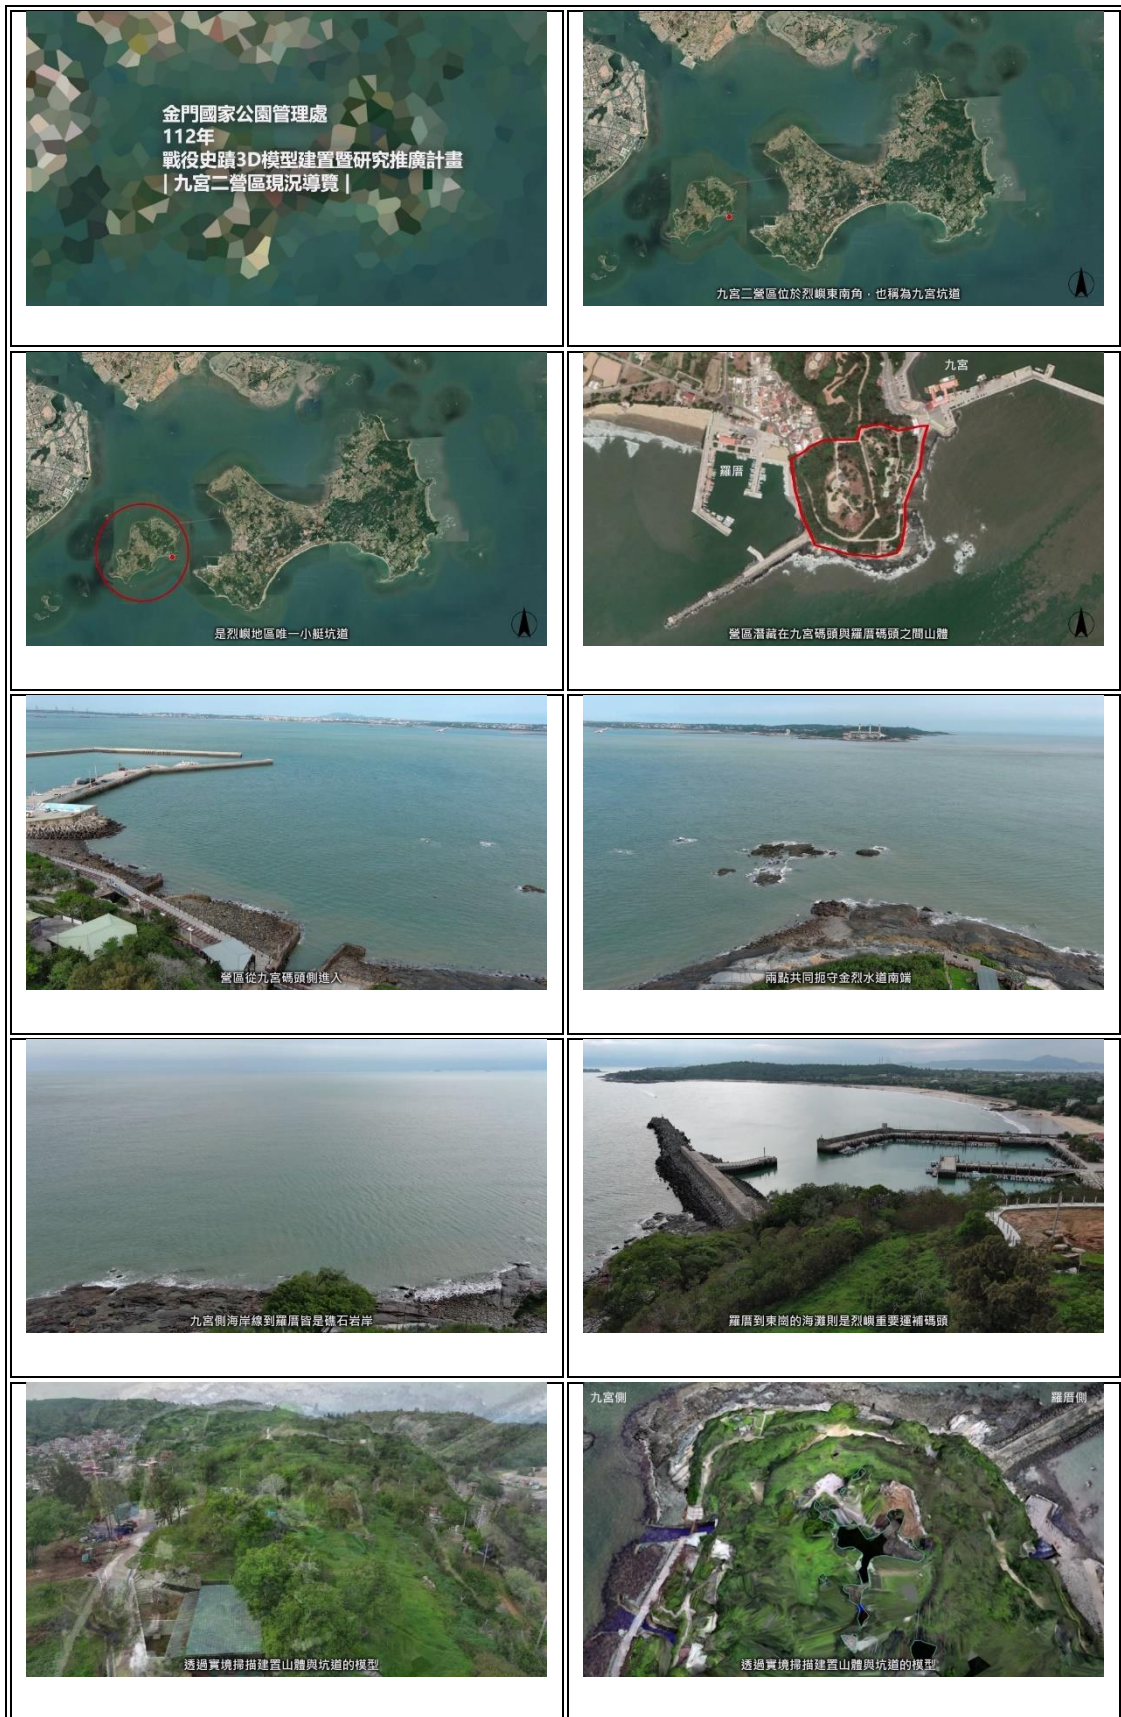 金門國家公園管理處
112年
戰役史蹟3D模型建置暨研究推廣計畫
| 九宮二營區現況導覽 |
九宮二營區位於烈嶼東南角，也稱為九宮坑道
是烈嶼地區唯一小艇坑道
九宮
羅厝
營區潛藏在九宮碼頭與羅厝碼頭之間山體
營區從九宮碼頭側進入
兩點共同扼守金烈水道南端
九宮側海岸線到羅厝皆是礁石岩岸
羅厝到東崗的海灘則是烈嶼重要運補碼頭
透過實境掃描建置山體與坑道的模型
九宮側
羅厝側
透過實境掃描建置山體與坑道的模型